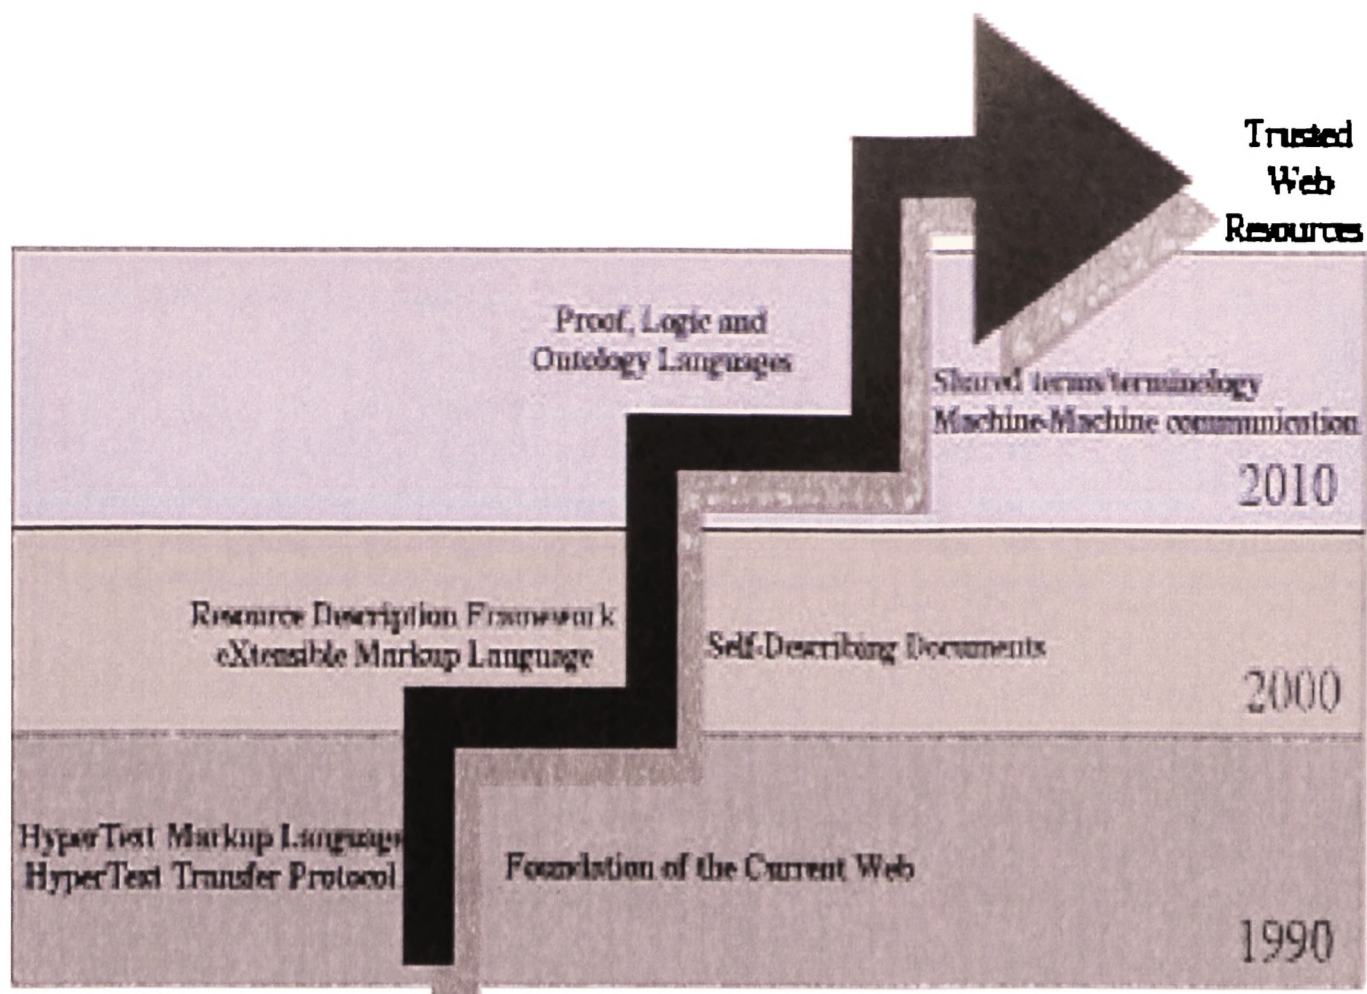 Trusted
Web
Resources
Proof, Logic and
Ontology Languages
Shared terms/terminology
Machine-Machine communication
2010
Resource Description Framework
eXtensible Markup Language
Self-Describing Documents
2000
HyperText Markup Language
HyperText Transfer Protocol
Foundation of the Current Web
1990